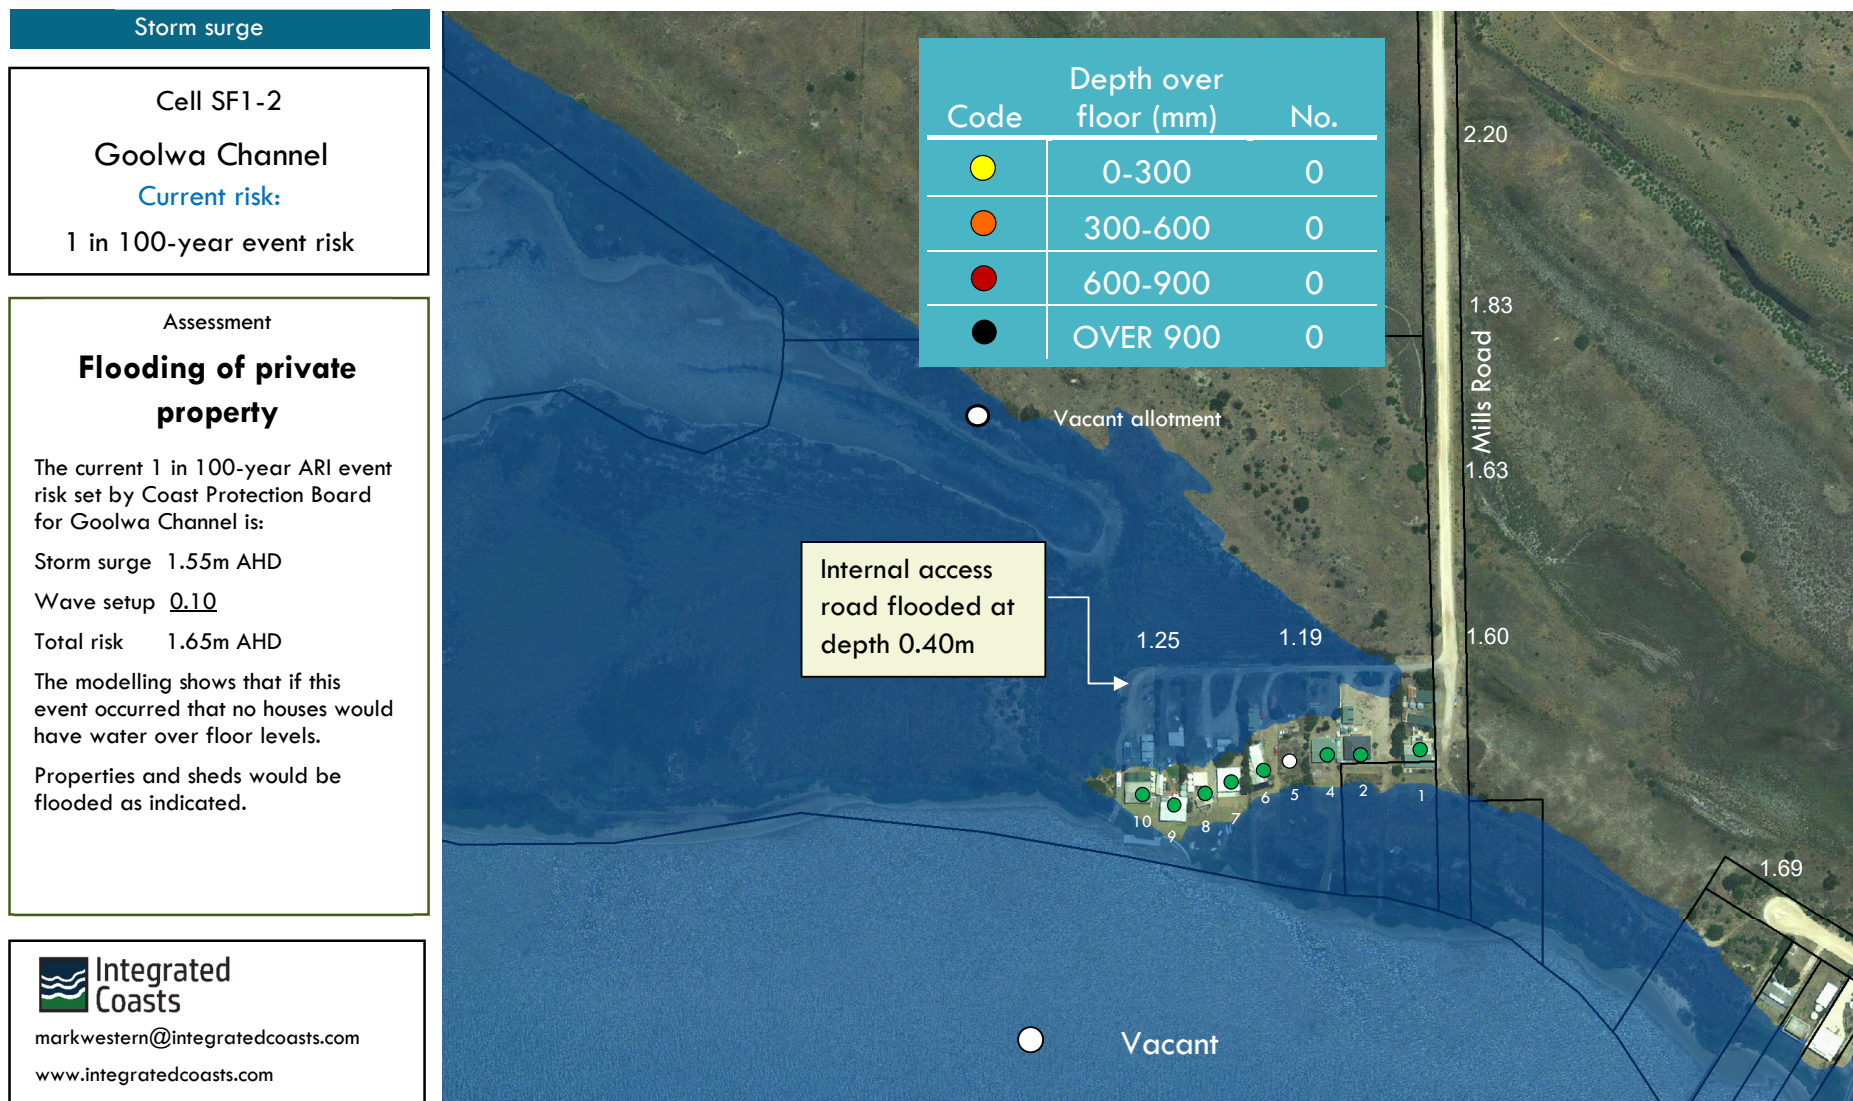 Storm surge
Cell SF1-2
Goolwa Channel
Current risk:
1 in 100-year event risk
Assessment
Flooding of private
property
The current 1 in 100-year ARI event
risk set by Coast Protection Board
for Goolwa Channel is:
Storm surge 1.55m AHD
Wave setup 0.10
Total risk 1.65m AHD
The modelling shows that if this
event occurred that no houses would
have water over floor levels.
Properties and sheds would be
flooded as indicated.
Integrated
Coasts
markwestern@integratedcoasts.com
www.integratedcoasts.com
Depth over
Code floor (mm) No.
0-300 0
300-600 0
600-900 0
OVER 900 0
Vacant allotment
2.20
1.83
Mills Road
1.63
1.60
Internal access
road flooded at
depth 0.40m
1.25 1.19
10 9 8 7 6 5 4 2 1
1.69
Vacant